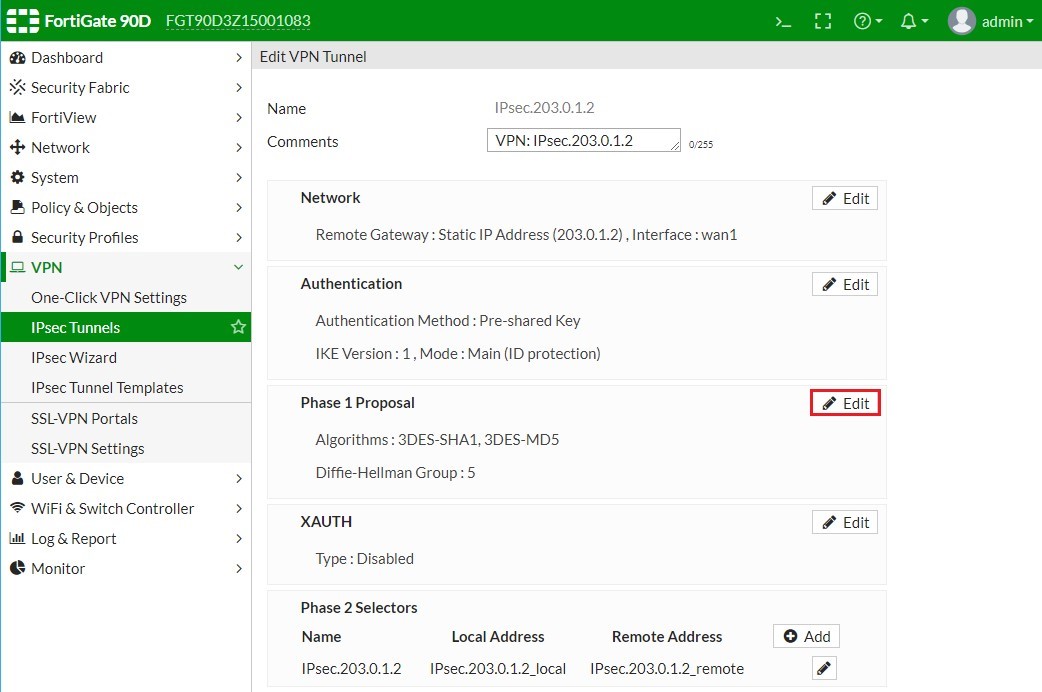 FortiGate 90D FGT90D3Z15001083 >_ admin
Dashboard
Security Fabric
FortiView
Network
System
Policy & Objects
Security Profiles
VPN
One-Click VPN Settings
IPsec Tunnels
IPsec Wizard
IPsec Tunnel Templates
SSL-VPN Portals
SSL-VPN Settings
User & Device
WiFi & Switch Controller
Log & Report
Monitor
Edit VPN Tunnel
Name IPsec.203.0.1.2
Comments VPN: IPsec.203.0.1.2 0/255
Network Edit
Remote Gateway : Static IP Address (203.0.1.2) , Interface : wan1
Authentication Edit
Authentication Method : Pre-shared Key
IKE Version : 1 , Mode : Main (ID protection)
Phase 1 Proposal Edit
Algorithms : 3DES-SHA1, 3DES-MD5
Diffie-Hellman Group : 5
XAUTH Edit
Type : Disabled
Phase 2 Selectors
Name Local Address Remote Address Add
IPsec.203.0.1.2 IPsec.203.0.1.2_local IPsec.203.0.1.2_remote